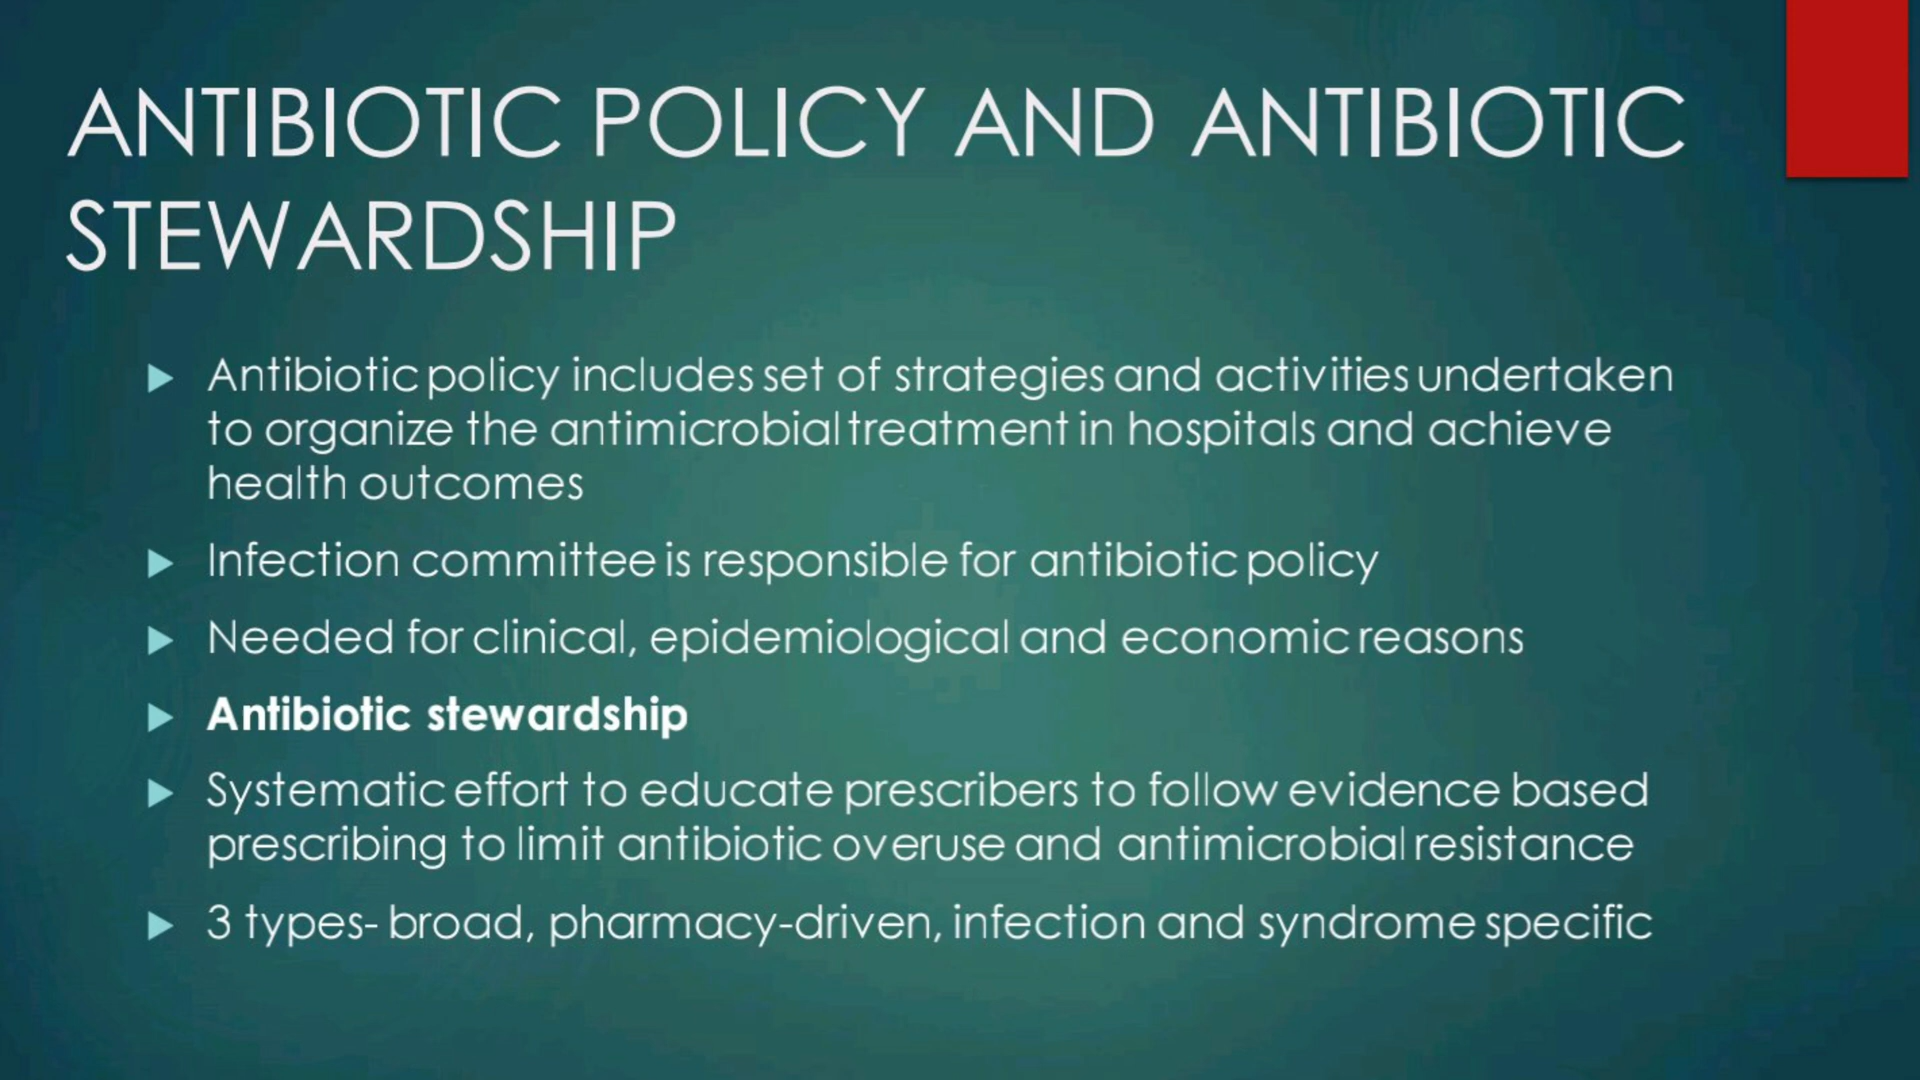 ANTIBIOTIC POLICY AND ANTIBIOTIC
STEWARDSHIP
Antibiotic policy includes set of strategies and activities undertaken
to organize the antimicrobial treatment in hospitals and achieve
health outcomes
Infection committee is responsible for antibiotic policy
Needed for clinical, epidemiological and economic reasons
Antibiotic stewardship
Systematic effort to educate prescribers to follow evidence based
prescribing to limit antibiotic overuse and antimicrobial resistance
3 types- broad, pharmacy-driven, infection and syndrome specific